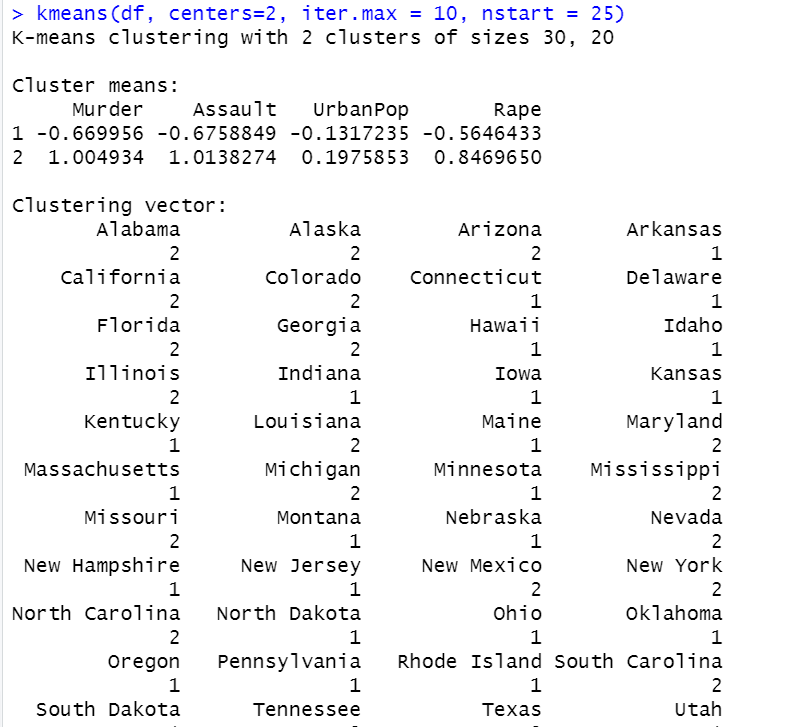 > kmeans(df, centers=2, iter.max = 10, nstart = 25)
K-means clustering with 2 clusters of sizes 30, 20

Cluster means:
     Murder    Assault   UrbanPop       Rape
1 -0.669956 -0.6758849 -0.1317235 -0.5646433
2  1.004934  1.0138274  0.1975853  0.8469650

Clustering vector:
       Alabama         Alaska        Arizona       Arkansas
             2              2              2              1
    California       Colorado    Connecticut       Delaware
             2              2              1              1
       Florida        Georgia         Hawaii          Idaho
             2              2              1              1
      Illinois        Indiana           Iowa         Kansas
             2              1              1              1
      Kentucky      Louisiana          Maine       Maryland
             1              2              1              2
 Massachusetts       Michigan      Minnesota    Mississippi
             1              2              1              2
      Missouri        Montana       Nebraska         Nevada
             2              1              1              2
 New Hampshire     New Jersey     New Mexico       New York
             1              1              2              2
North Carolina   North Dakota           Ohio       Oklahoma
             2              1              1              1
        Oregon   Pennsylvania   Rhode Island South Carolina
             1              1              1              2
  South Dakota      Tennessee          Texas           Utah